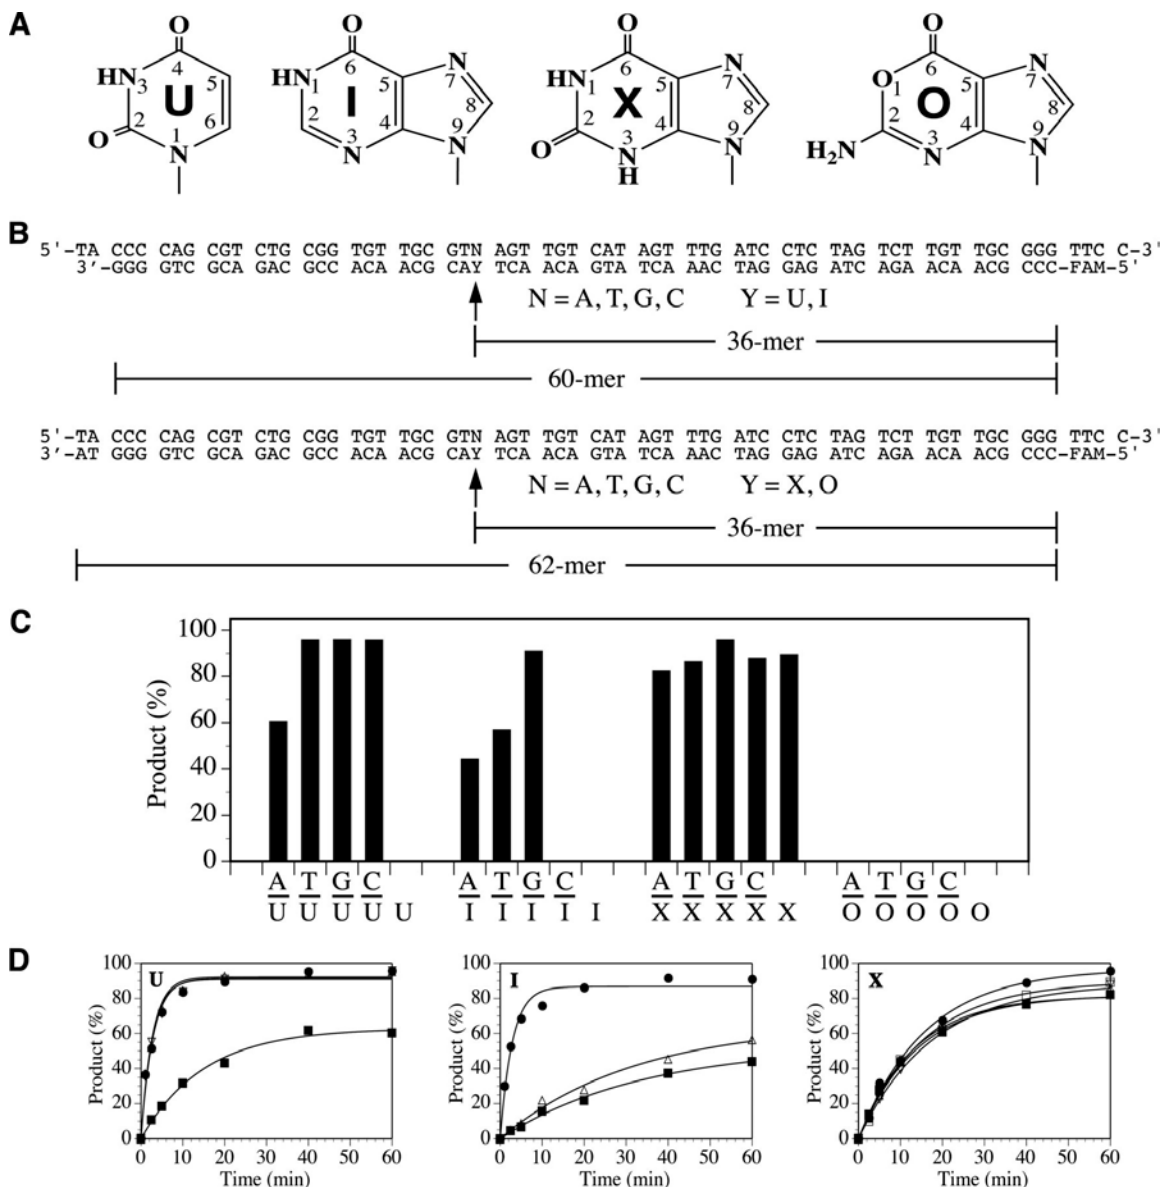 A
O
4
HN 3 5
U
2 6
O 1
N
O
6
HN 1 5 N
7
I
2 4 8
3 9
N N
O
6
HN 1 5 N
7
X
2 4 8
O 3 9
N N
H
O
6
O 1 5 N
7
O
2 4 8
H2N 3 9
N N
B
5'-TA CCC CAG CGT CTG CGG TGT TGC GTN AGT TGT CAT AGT TTG ATC CTC TAG TCT TGT TGC GGG TTC C-3'
3'-GGG GTC GCA GAC GCC ACA ACG CAY TCA ACA GTA TCA AAC TAG GAG ATC AGA ACA ACG CCC-FAM-5'
N = A, T, G, C Y = U, I
36-mer
60-mer
5'-TA CCC CAG CGT CTG CGG TGT TGC GTN AGT TGT CAT AGT TTG ATC CTC TAG TCT TGT TGC GGG TTC C-3'
3'-AT GGG GTC GCA GAC GCC ACA ACG CAY TCA ACA GTA TCA AAC TAG GAG ATC AGA ACA ACG CCC-FAM-5'
N = A, T, G, C Y = X, O
36-mer
62-mer
C
Product (%)
100
80
60
40
20
0
A T G C A T G C A T G C A T G C
U U U U U I I I I I X X X X X O O O O O
D
U
Product (%)
100
80
60
40
20
0
0 10 20 30 40 50 60
Time (min)
I
Product (%)
100
80
60
40
20
0
0 10 20 30 40 50 60
Time (min)
X
Product (%)
100
80
60
40
20
0
0 10 20 30 40 50 60
Time (min)